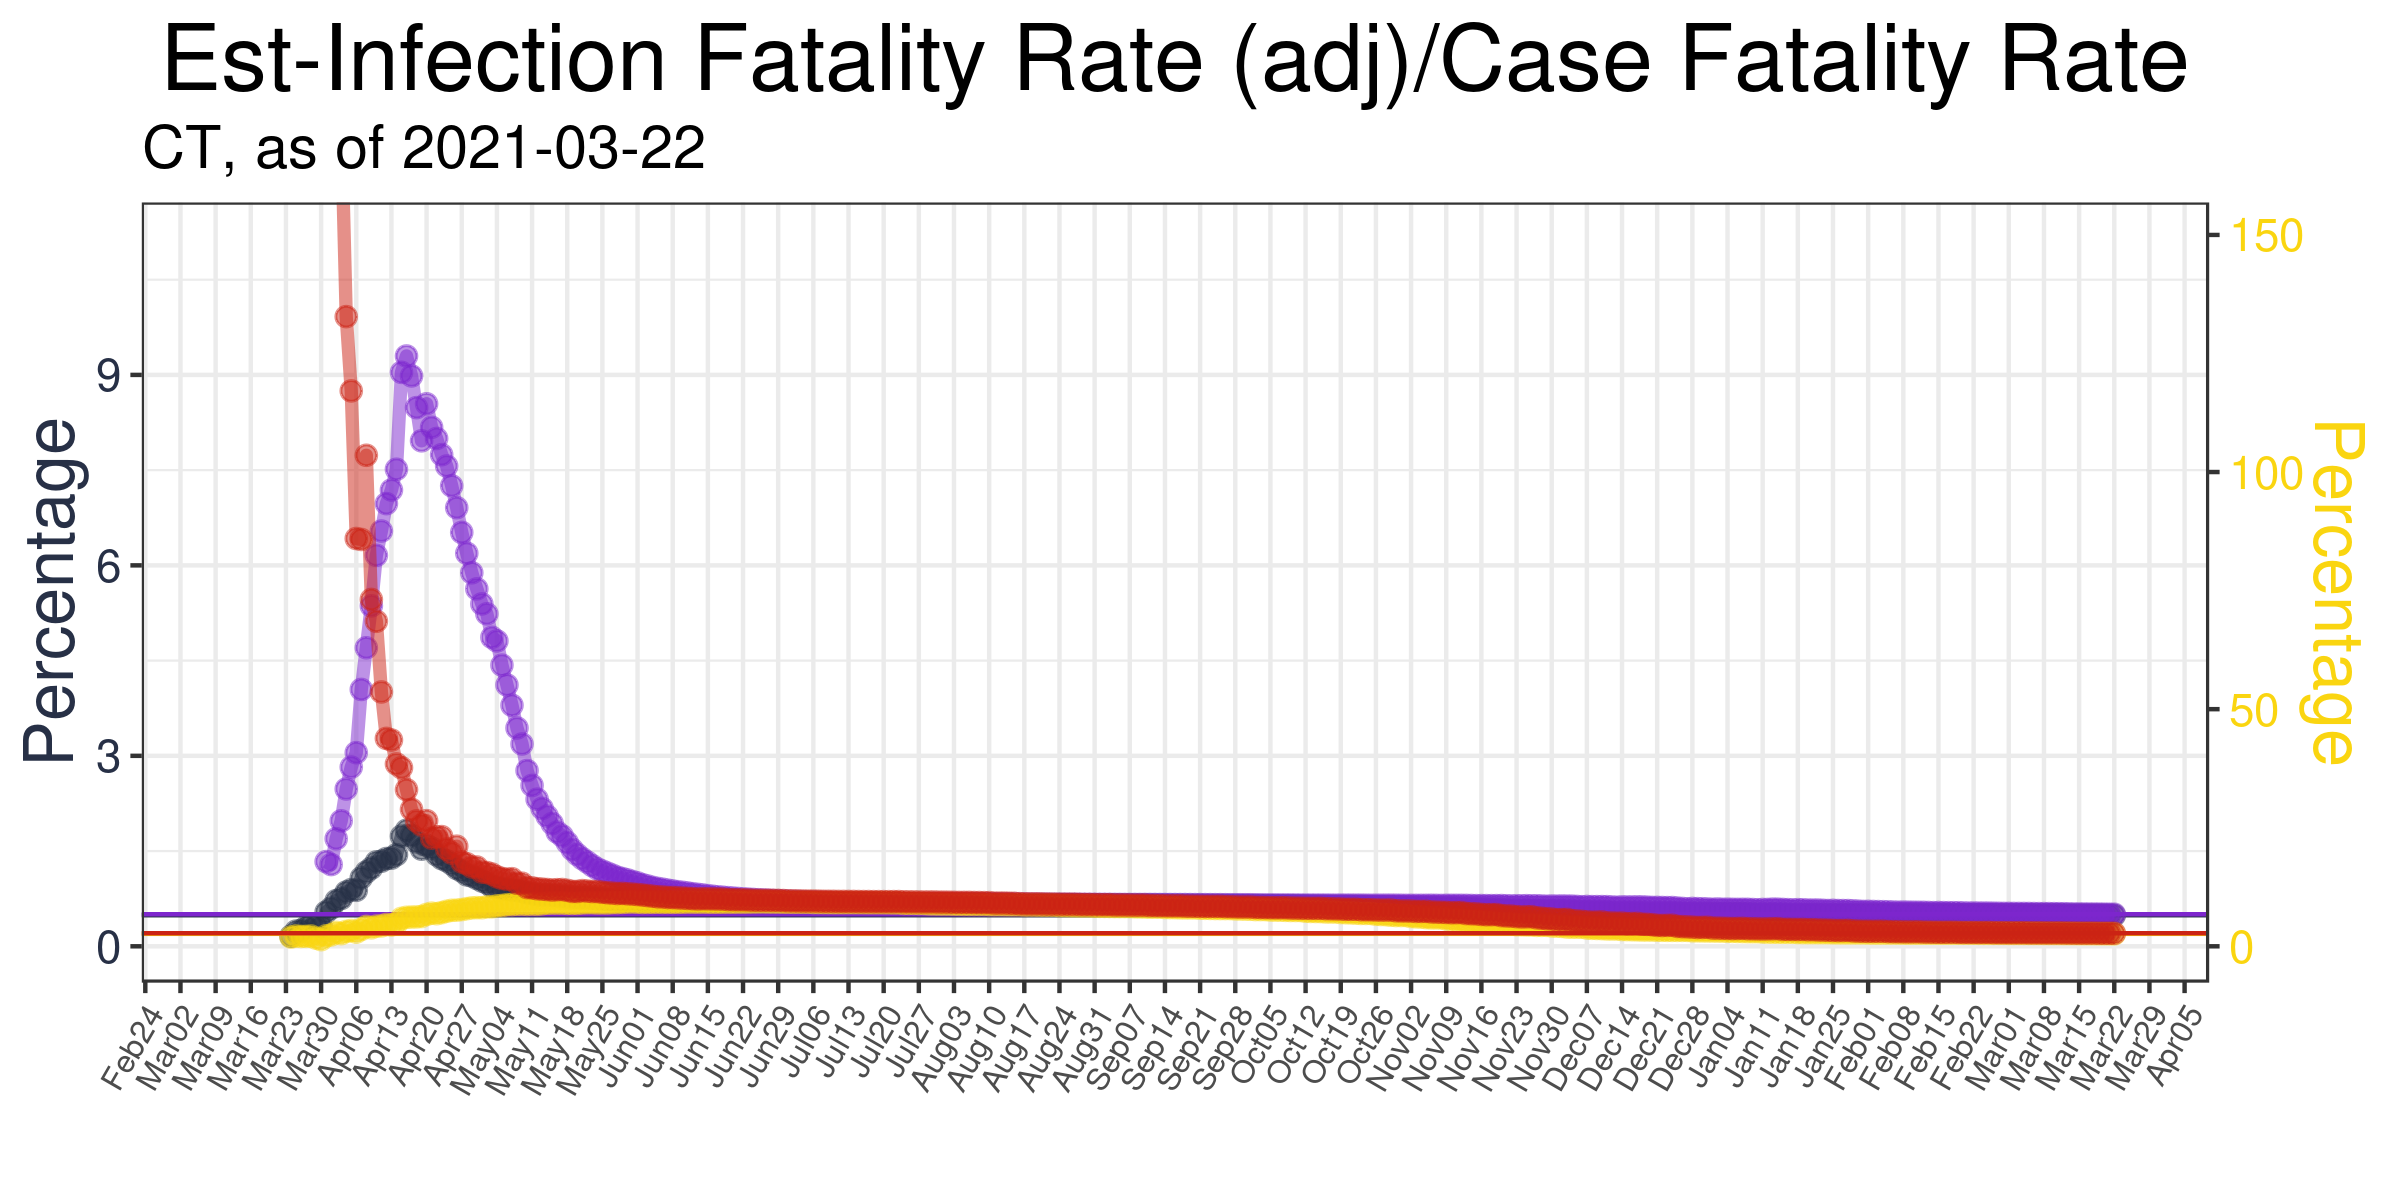 Est-Infection Fatality Rate (adj)/Case Fatality Rate
CT, as of 2021-03-22
Percentage
9
6
3
0
150
100
50
0
Percentage
Feb24
Mar02
Mar09
Mar16
Mar23
Mar30
Apr06
Apr13
Apr20
Apr27
May04
May11
May18
May25
Jun01
Jun08
Jun15
Jun22
Jun29
Jul06
Jul13
Jul20
Jul27
Aug03
Aug10
Aug17
Aug24
Aug31
Sep07
Sep14
Sep21
Sep28
Oct05
Oct12
Oct19
Oct26
Nov02
Nov09
Nov16
Nov23
Nov30
Dec07
Dec14
Dec21
Dec28
Jan04
Jan11
Jan18
Jan25
Feb01
Feb08
Feb15
Feb22
Mar01
Mar08
Mar15
Mar22
Mar29
Apr05